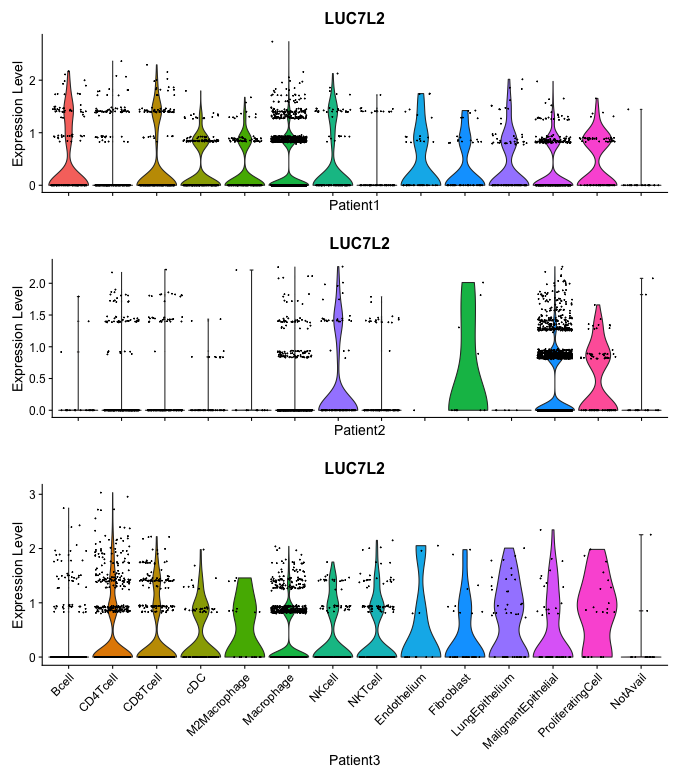 LUC7L2
Expression Level
2
1
0
Patient1
LUC7L2
Expression Level
2.0
1.5
1.0
0.5
0.0
Patient2
LUC7L2
Expression Level
3
2
1
0
Bcell
CD4Tcell
CD8Tcell
cDC
M2Macrophage
Macrophage
NKcell
NKTcell
Endothelium
Fibroblast
LungEpithelium
MalignantEpithelial
ProliferatingCell
NotAvail
Patient3